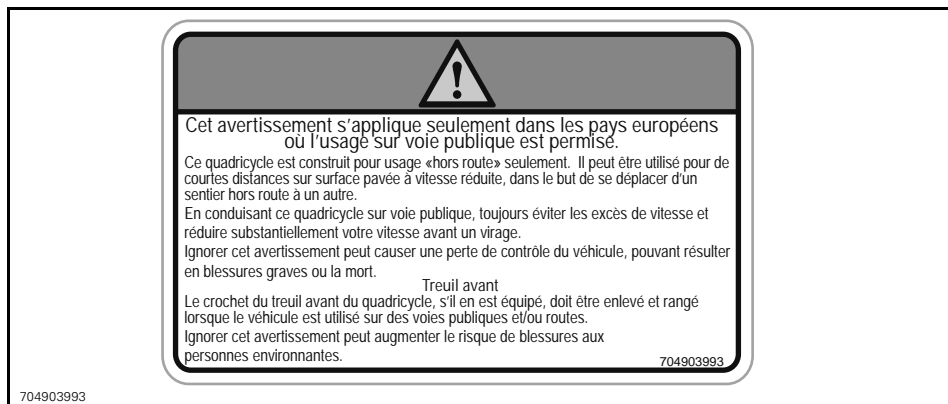 !
Cet avertissement s'applique seulement dans les pays européens
où l'usage sur voie publique est permise.
Ce quadricycle est construit pour usage «hors route» seulement. Il peut être utilisé pour de
courtes distances sur surface pavée à vitesse réduite, dans le but de se déplacer d'un
sentier hors route à un autre.
En conduisant ce quadricycle sur voie publique, toujours éviter les excès de vitesse et
réduire substantiellement votre vitesse avant un virage.
Ignorer cet avertissement peut causer une perte de contrôle du véhicule, pouvant résulter
en blessures graves ou la mort.
Treuil avant
Le crochet du treuil avant du quadricycle, s'il en est équipé, doit être enlevé et rangé
lorsque le véhicule est utilisé sur des voies publiques et/ou routes.
Ignorer cet avertissement peut augmenter le risque de blessures aux
personnes environnantes.
704903993
704903993